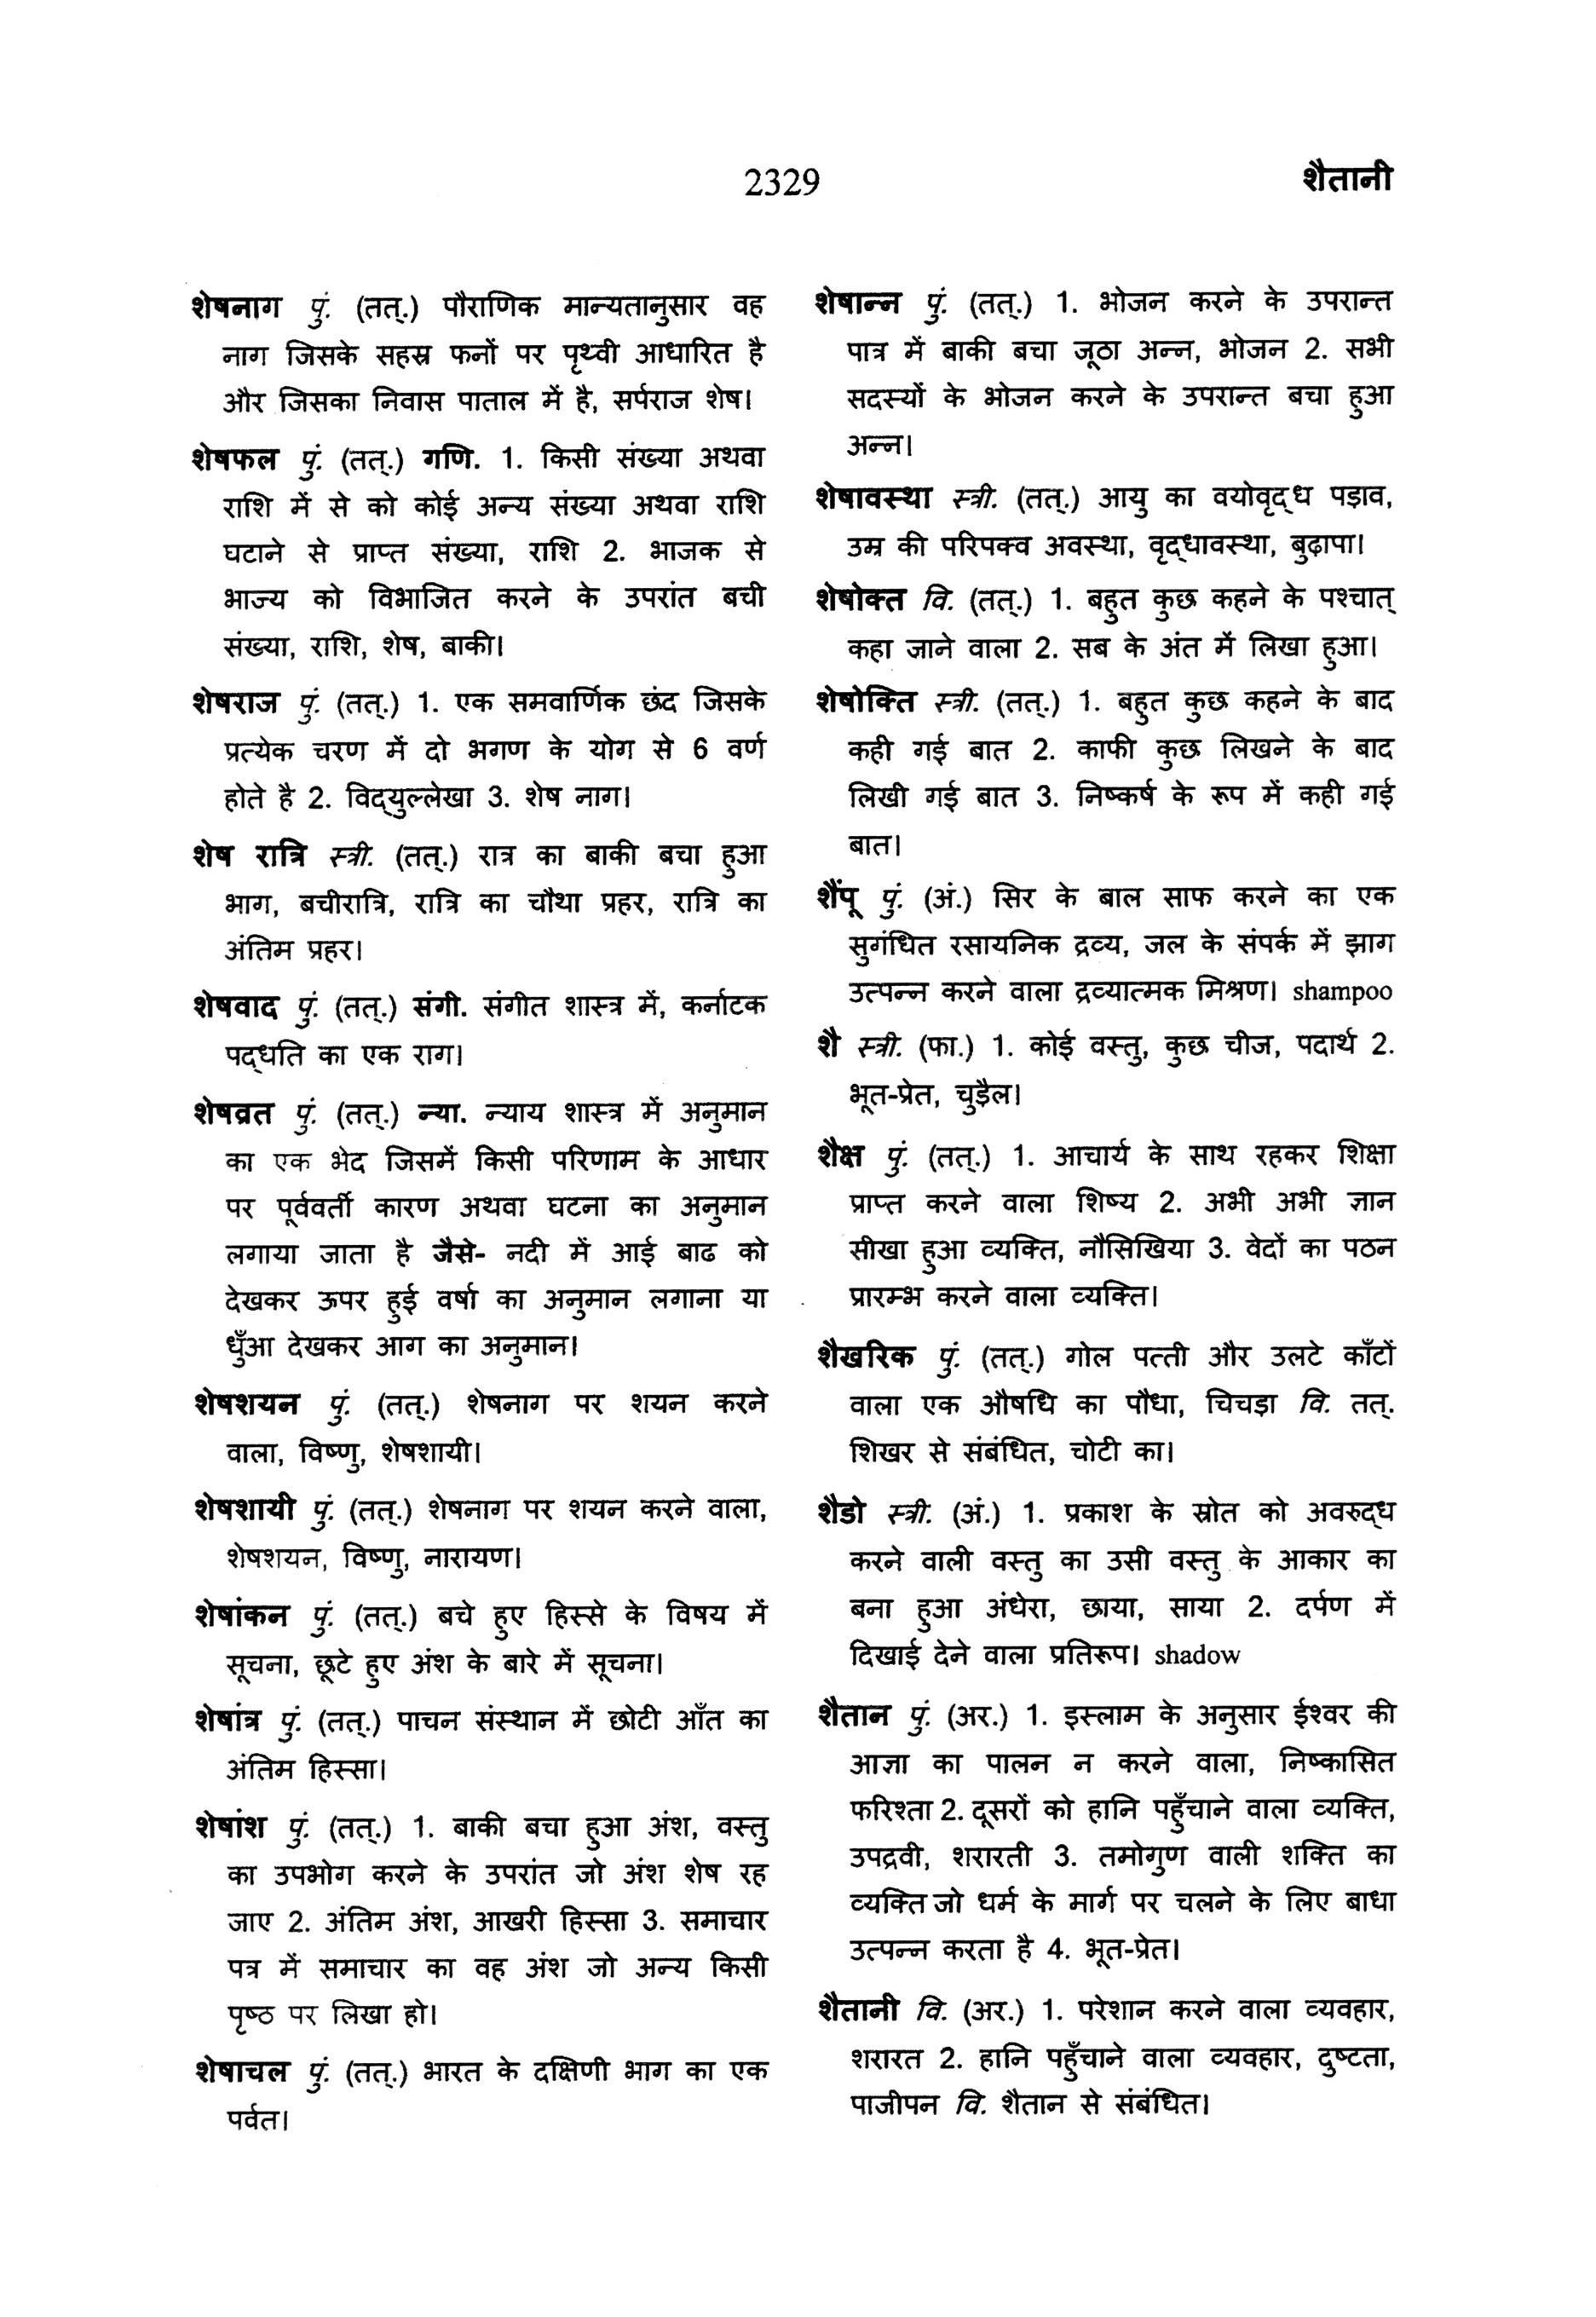 2329
शैतानी
शेषनाग पुं. (तत्.) पौराणिक मान्यतानुसार वह
नाग जिसके सहस्र फनों पर पृथ्वी आधारित है
और जिसका निवास पाताल में है, सर्पराज शेष।
शेषफल पुं. (तत्.) गणि. 1. किसी संख्या अथवा
राशि में से को कोई अन्य संख्या अथवा राशि
घटाने से प्राप्त संख्या, राशि 2. भाजक से
भाज्य को विभाजित करने के उपरांत बची
संख्या, राशि, शेष, बाकी।
शेषराज पुं. (तत्.) 1. एक समवार्णिक छंद जिसके
प्रत्येक चरण में दो भगण के योग से 6 वर्ण
होते है 2. विद्युल्लेखा 3. शेष नाग।
शेष रात्रि स्त्री. (तत्.) रात्र का बाकी बचा हुआ
भाग, बचीरात्रि, रात्रि का चौथा प्रहर, रात्रि का
अंतिम प्रहर।
शेषवाद पुं. (तत्.) संगी. संगीत शास्त्र में, कर्नाटक
पद्धति का एक राग।
शेषव्रत पुं. (तत्.) न्या. न्याय शास्त्र में अनुमान
का एक भेद जिसमें किसी परिणाम के आधार
पर पूर्ववर्ती कारण अथवा घटना का अनुमान
लगाया जाता है जैसे- नदी में आई बाढ को
देखकर ऊपर हुई वर्षा का अनुमान लगाना या
धुँआ देखकर आग का अनुमान।
शेषशयन पुं. (तत्.) शेषनाग पर शयन करने
वाला, विष्णु, शेषशायी।
शेषशायी पुं. (तत्.) शेषनाग पर शयन करने वाला,
शेषशयन, विष्णु, नारायण।
शेषांकन पुं. (तत्.) बचे हुए हिस्से के विषय में
सूचना, छूटे हुए अंश के बारे में सूचना।
शेषांत्र पुं. (तत्.) पाचन संस्थान में छोटी आँत का
अंतिम हिस्सा।
शेषांश पुं. (तत्.) 1. बाकी बचा हुआ अंश, वस्तु
का उपभोग करने के उपरांत जो अंश शेष रह
जाए 2. अंतिम अंश, आखरी हिस्सा 3. समाचार
पत्र में समाचार का वह अंश जो अन्य किसी
पृष्ठ पर लिखा हो।
शेषाचल पुं. (तत्.) भारत के दक्षिणी भाग का एक
पर्वत।
शेषान्न पुं. (तत्.) 1. भोजन करने के उपरान्त
पात्र में बाकी बचा जूठा अन्न, भोजन 2. सभी
सदस्यों के भोजन करने के उपरान्त बचा हुआ
अन्न।
शेषावस्था स्त्री. (तत्.) आयु का वयोवृद्ध पड़ाव,
उम्र की परिपक्व अवस्था, वृद्धावस्था, बुढ़ापा।
शेषोक्त वि. (तत्.) 1. बहुत कुछ कहने के पश्चात्
कहा जाने वाला 2. सब के अंत में लिखा हुआ।
शेषोक्ति स्त्री. (तत्.) 1. बहुत कुछ कहने के बाद
कही गई बात 2. काफी कुछ लिखने के बाद
लिखी गई बात 3. निष्कर्ष के रूप में कही गई
बात।
शैंपू पुं. (अं.) सिर के बाल साफ करने का एक
सुगंधित रसायनिक द्रव्य, जल के संपर्क में झाग
उत्पन्न करने वाला द्रव्यात्मक मिश्रण। shampoo
शै स्त्री. (फा.) 1. कोई वस्तु, कुछ चीज, पदार्थ 2.
भूत-प्रेत, चुड़ैल।
शैक्ष पुं. (तत्.) 1. आचार्य के साथ रहकर शिक्षा
प्राप्त करने वाला शिष्य 2. अभी अभी ज्ञान
सीखा हुआ व्यक्ति, नौसिखिया 3. वेदों का पठन
प्रारम्भ करने वाला व्यक्ति।
शैखरिक पुं. (तत्.) गोल पत्ती और उलटे काँटों
वाला एक औषधि का पौधा, चिचड़ा वि. तत्.
शिखर से संबंधित, चोटी का।
शैडो स्त्री. (अं.) 1. प्रकाश के स्रोत को अवरुद्ध
करने वाली वस्तु का उसी वस्तु के आकार का
बना हुआ अंधेरा, छाया, साया 2. दर्पण में
दिखाई देने वाला प्रतिरूप। shadow
शैतान पुं. (अर.) 1. इस्लाम के अनुसार ईश्वर की
आज्ञा का पालन न करने वाला, निष्कासित
फरिश्ता 2. दूसरों को हानि पहुँचाने वाला व्यक्ति,
उपद्रवी, शरारती 3. तमोगुण वाली शक्ति का
व्यक्ति जो धर्म के मार्ग पर चलने के लिए बाधा
उत्पन्न करता है 4. भूत-प्रेत।
शैतानी वि. (अर.) 1. परेशान करने वाला व्यवहार,
शरारत 2. हानि पहुँचाने वाला व्यवहार, दुष्टता,
पाजीपन वि. शैतान से संबंधित।